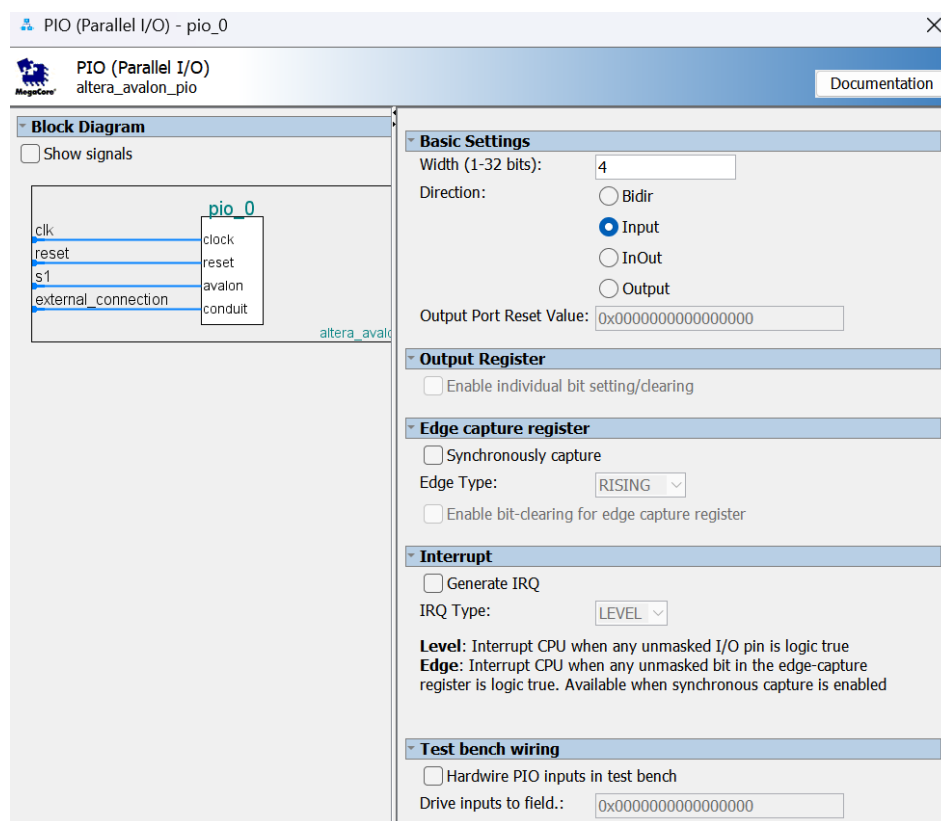 PIO (Parallel I/O) - pio_0
PIO (Parallel I/O)
altera_avalon_pio
MegaCore®
Documentation
Block Diagram
Show signals
pio_0
clk
clock
reset
reset
s1
avalon
external_connection
conduit
altera_avalo
Basic Settings
Width (1-32 bits):
4
Direction:
Bidir
Input
InOut
Output
Output Port Reset Value:
0x0000000000000000
Output Register
Enable individual bit setting/clearing
Edge capture register
Synchronously capture
Edge Type:
RISING
Enable bit-clearing for edge capture register
Interrupt
Generate IRQ
IRQ Type:
LEVEL
Level: Interrupt CPU when any unmasked I/O pin is logic true
Edge: Interrupt CPU when any unmasked bit in the edge-capture
register is logic true. Available when synchronous capture is enabled
Test bench wiring
Hardwire PIO inputs in test bench
Drive inputs to field.:
0x0000000000000000